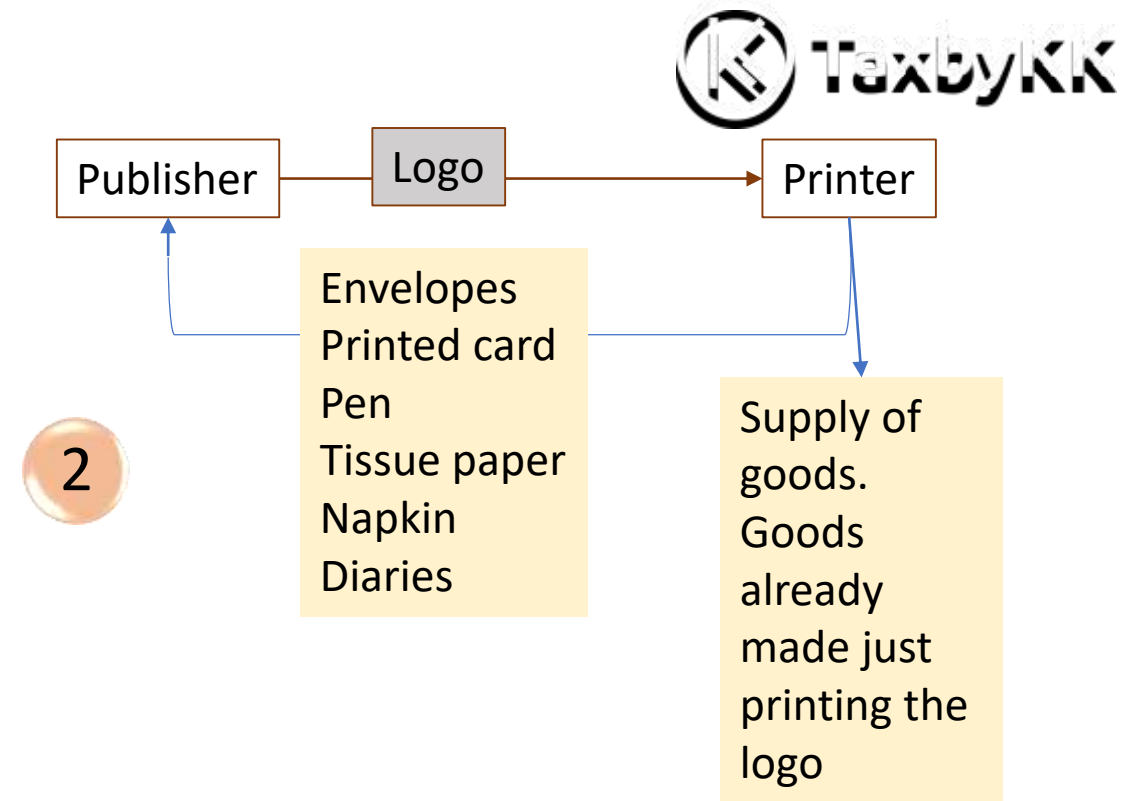 TaxbyKK
Publisher
Logo
Printer
Envelopes
Printed card
Pen
Tissue paper
Napkin
Diaries
2
Supply of
goods.
Goods
already
made just
printing the
logo